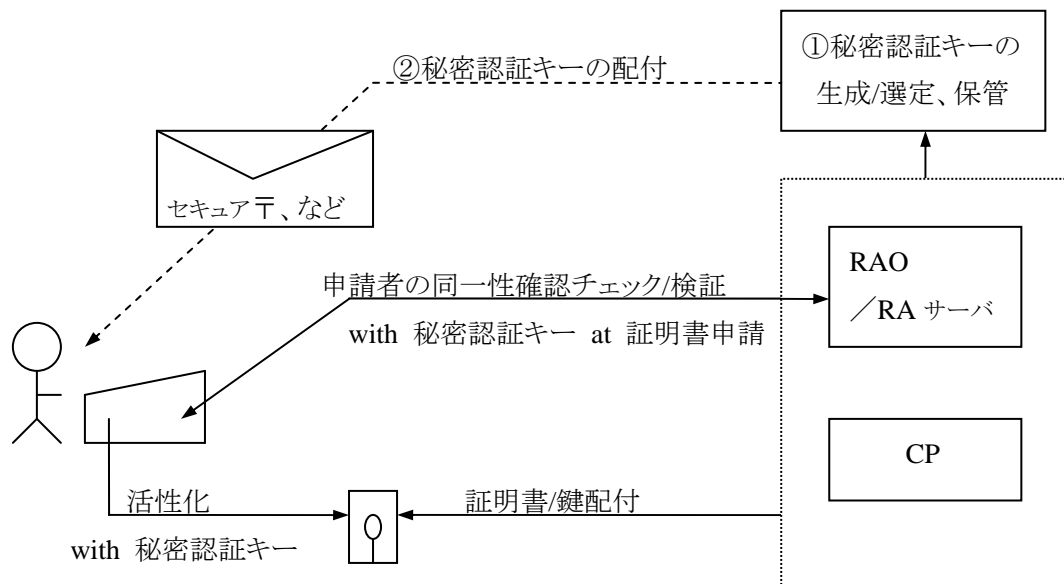 ①秘密認証キーの
生成/選定、保管
②秘密認証キーの配付
セキュア〒、など
申請者の同一性確認チェック/検証
with 秘密認証キー at 証明書申請
RAO
／RA サーバ
CP
活性化
with 秘密認証キー
証明書/鍵配付